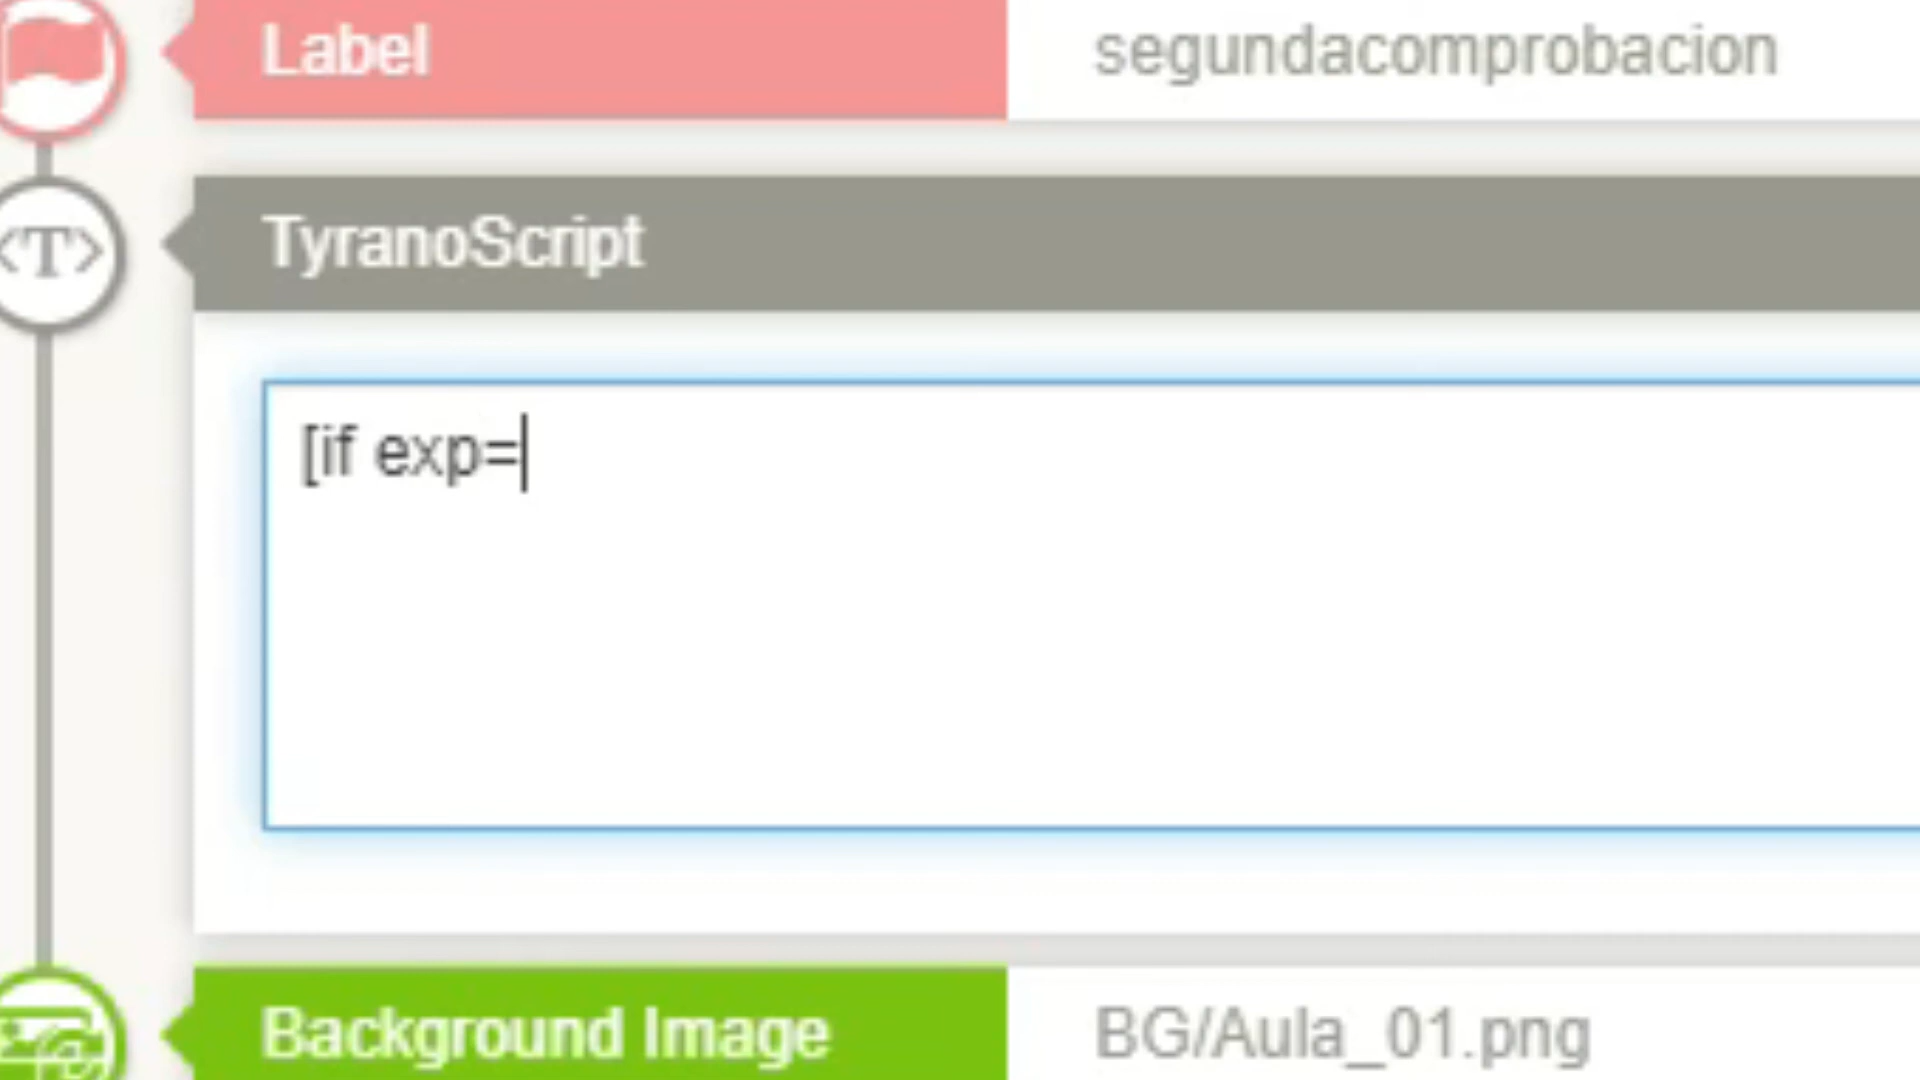 Label segundacomprobacion
<T>
TyranoScript
[if exp=
Background Image BG/Aula_01.png